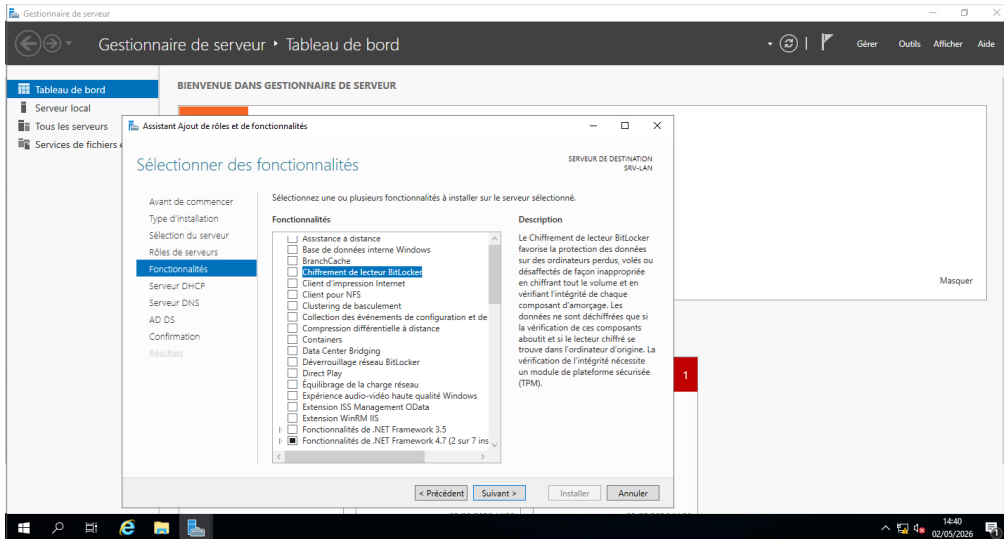 Gestionnaire de serveur
Gestionnaire de serveur • Tableau de bord
Gérer Outils Afficher Aide
Tableau de bord
Serveur local
Tous les serveurs
Services de fichiers
BIENVENUE DANS GESTIONNAIRE DE SERVEUR
Masquer
1
Assistant Ajout de rôles et de fonctionnalités
Sélectionner des fonctionnalités
SERVEUR DE DESTINATION
SRV-LAN
Avant de commencer
Type d'installation
Sélection du serveur
Rôles de serveurs
Fonctionnalités
Serveur DHCP
Serveur DNS
AD DS
Confirmation
Résultats
Sélectionnez une ou plusieurs fonctionnalités à installer sur le serveur sélectionné.
Fonctionnalités
Assistance à distance
Base de données interne Windows
BranchCache
Chiffrement de lecteur BitLocker
Client d'impression Internet
Client pour NFS
Clustering de basculement
Collection des événements de configuration et de
Compression différentielle à distance
Containers
Data Center Bridging
Déverrouillage réseau BitLocker
Direct Play
Équilibrage de la charge réseau
Expérience audio-vidéo haute qualité Windows
Extension ISS Management OData
Extension WinRM IIS
Fonctionnalités de .NET Framework 3.5
Fonctionnalités de .NET Framework 4.7 (2 sur 7 ins
Description
Le Chiffrement de lecteur BitLocker
favorise la protection des données
sur des ordinateurs perdus, volés ou
désaffectés de façon inappropriée
en chiffrant tout le volume et en
vérifiant l'intégrité de chaque
composant d'amorçage. Les
données ne sont déchiffrées que si
la vérification de ces composants
aboutit et si le lecteur chiffré se
trouve dans l'ordinateur d'origine. La
vérification de l'intégrité nécessite
un module de plateforme sécurisée
(TPM).
< Précédent Suivant > Installer Annuler
14:40
02/05/2026